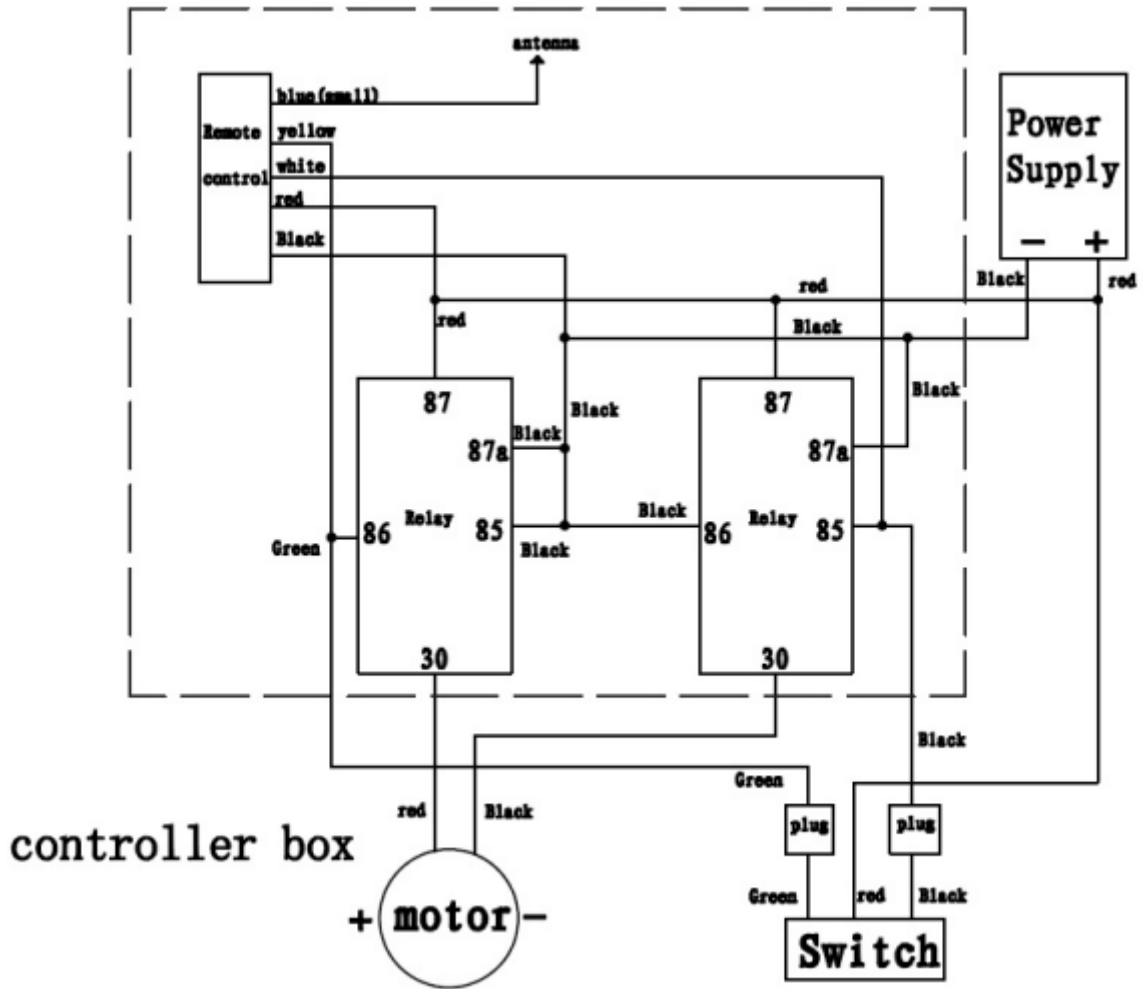 antenna
blue(small)
Remote
yellow
white
control
red
Black
Power
Supply
- +
Black
red
red
red
Black
87
87
Black
Black
Black
87a
87a
86
Relay
85
Black
86
Relay
85
Green
Black
30
30
Black
Green
red
Black
plug
plug
controller box
Green
red
Black
+ motor -
Switch